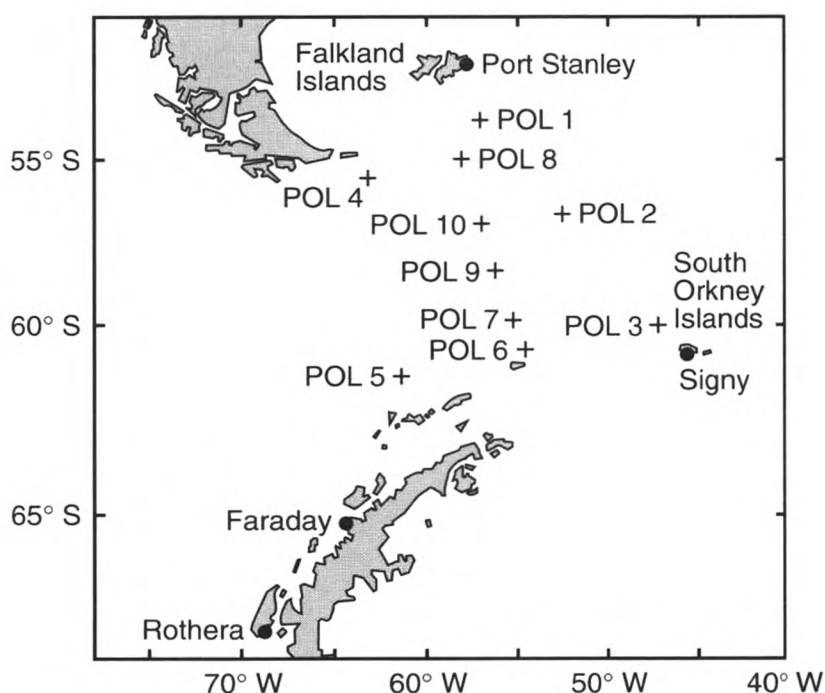 Falkland
Islands
Port Stanley
POL 1
55° S
POL 8
POL 4
POL 10
POL 2
POL 9
South
Orkney
Islands
60° S
POL 7
POL 3
POL 6
POL 5
Signy
65° S
Faraday
Rothera
70° W
60° W
50° W
40° W